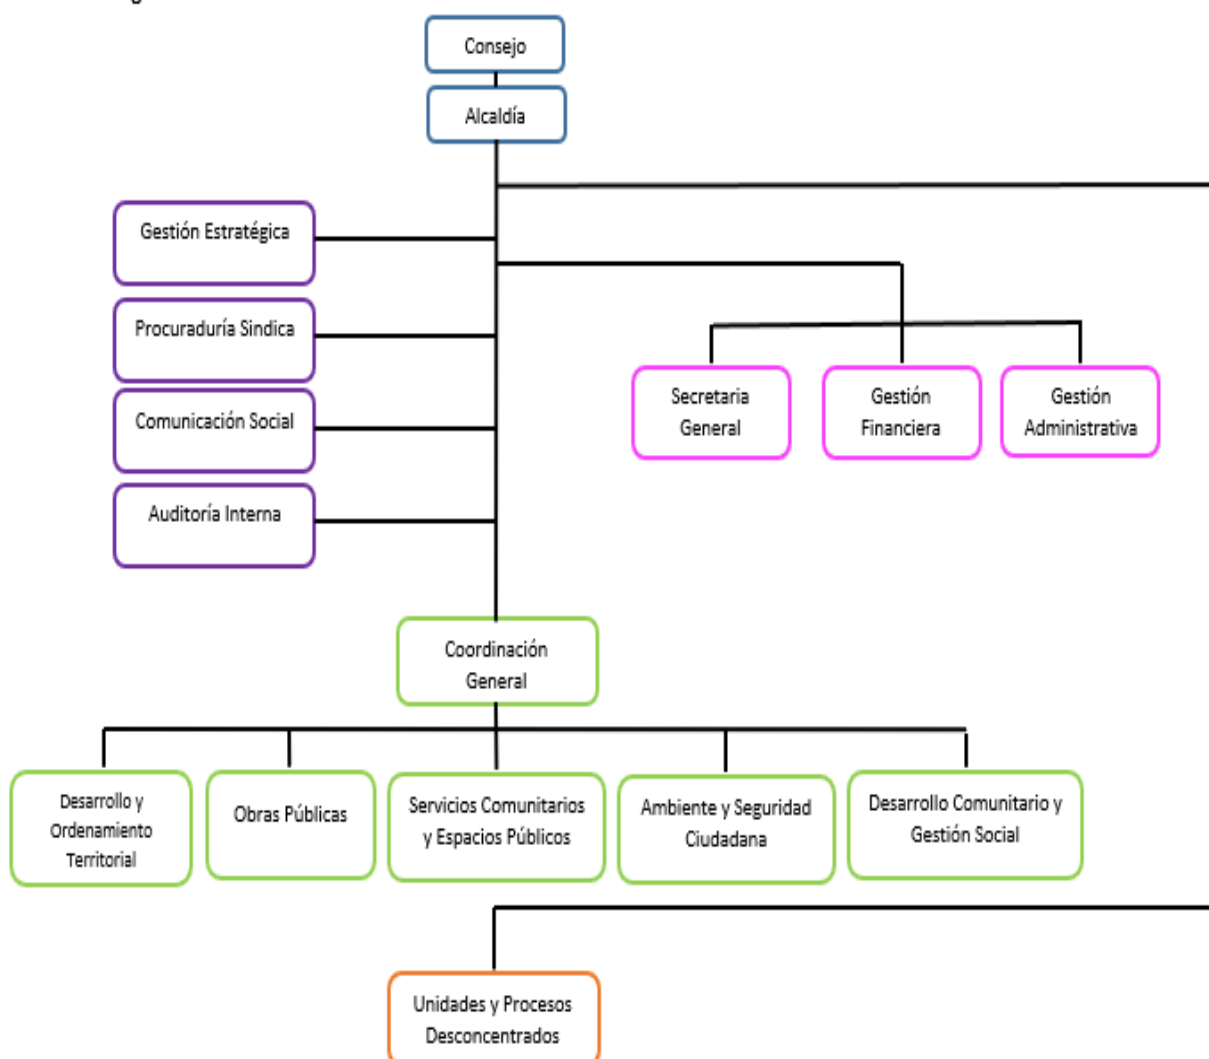 Consejo
Alcaldía
Gestión Estratégica
Procuraduría Sindica
Comunicación Social
Auditoría Interna
Secretaria
General
Gestión
Financiera
Gestión
Administrativa
Coordinación
General
Desarrollo y
Ordenamiento
Territorial
Obras Públicas
Servicios Comunitarios
y Espacios Públicos
Ambiente y Seguridad
Ciudadana
Desarrollo Comunitario y
Gestión Social
Unidades y Procesos
Desconcentrados